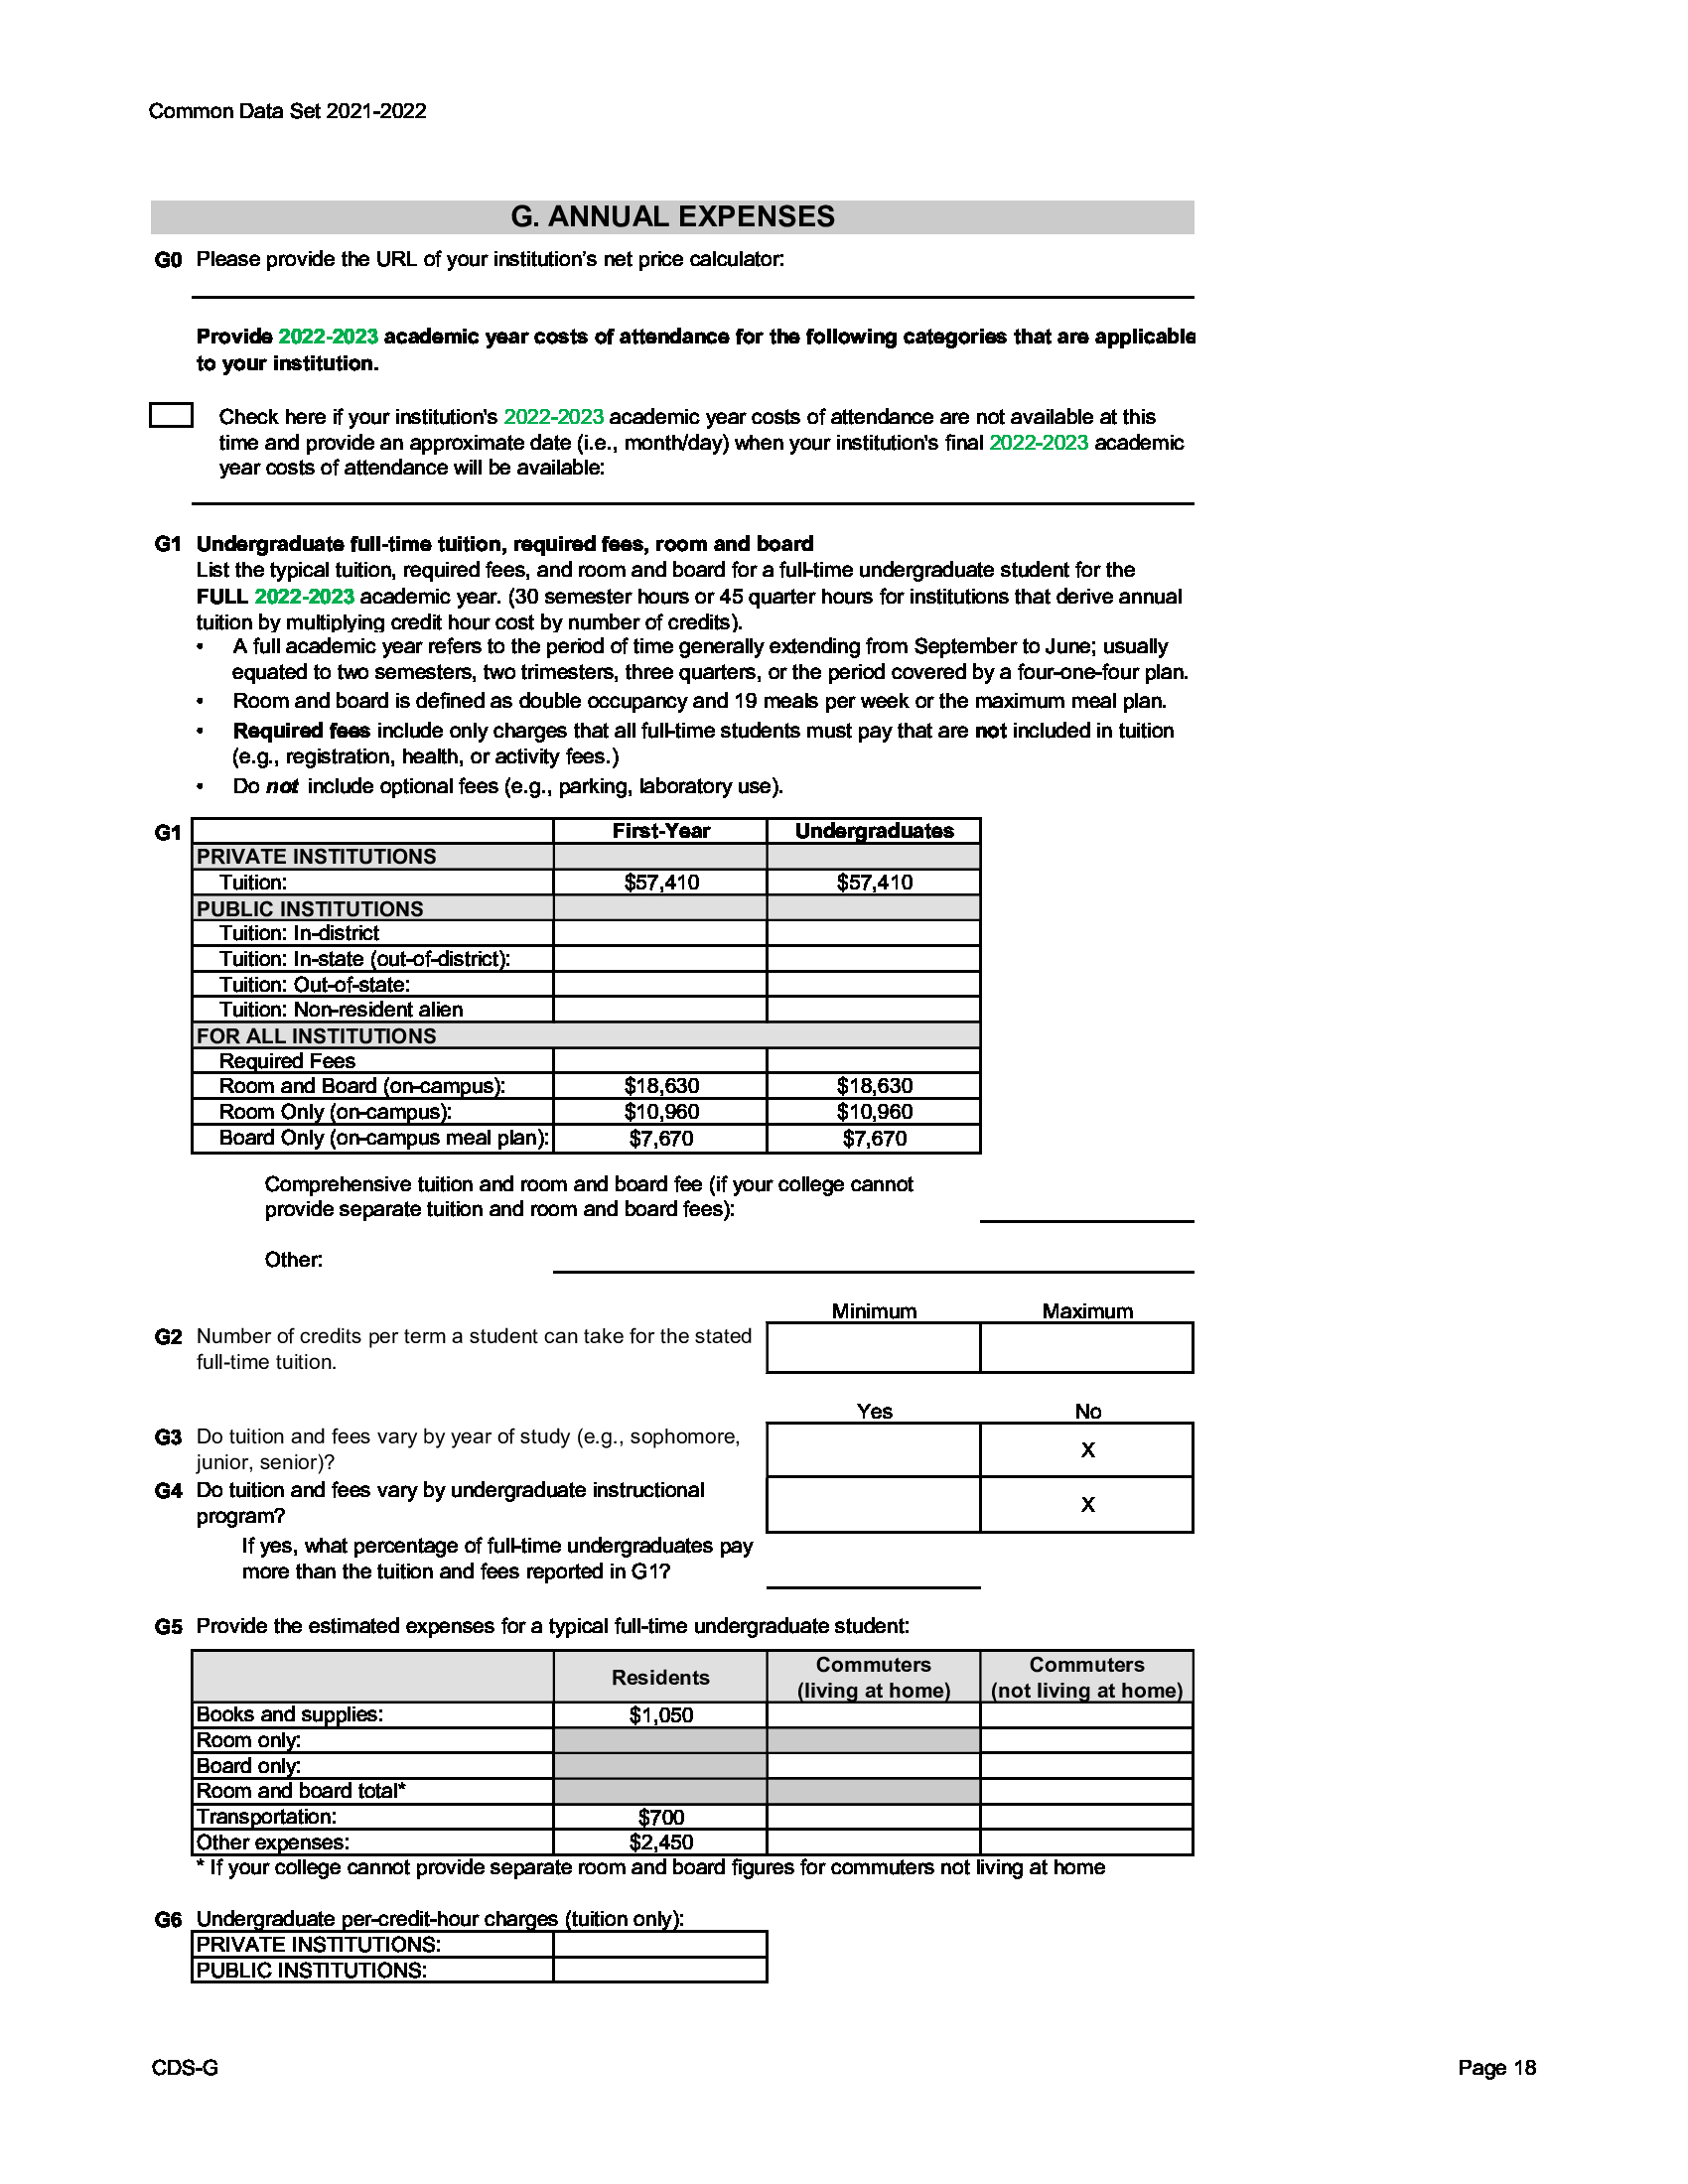 Common Data Set 2021-2022
G. ANNUAL EXPENSES
G0 Please provide the URL of your institution’s net price calculator:
Provide 2022-2023 academic year costs of attendance for the following categories that are applicable
to your institution.
Check here if your institution's 2022-2023 academic year costs of attendance are not available at this
time and provide an approximate date (i.e., month/day) when your institution's final 2022-2023 academic
year costs of attendance will be available:
G1 Undergraduate full-time tuition, required fees, room and board
List the typical tuition, required fees, and room and board for a full-time undergraduate student for the
FULL 2022-2023 academic year. (30 semester hours or 45 quarter hours for institutions that derive annual
tuition by multiplying credit hour cost by number of credits).
• A full academic year refers to the period of time generally extending from September to June; usually
equated to two semesters, two trimesters, three quarters, or the period covered by a four-one-four plan.
• Room and board is defined as double occupancy and 19 meals per week or the maximum meal plan.
• Required fees include only charges that all full-time students must pay that are not included in tuition
(e.g., registration, health, or activity fees.)
• Do not include optional fees (e.g., parking, laboratory use).
G1 First-Year Undergraduates
PRIVATE INSTITUTIONS
Tuition: $57,410 $57,410
PUBLIC INSTITUTIONS
Tuition: In-district
Tuition: In-state (out-of-district):
Tuition: Out-of-state:
Tuition: Non-resident alien
FOR ALL INSTITUTIONS
Required Fees
Room and Board (on-campus): $18,630 $18,630
Room Only (on-campus): $10,960 $10,960
Board Only (on-campus meal plan): $7,670 $7,670
Comprehensive tuition and room and board fee (if your college cannot
provide separate tuition and room and board fees):
Other:
Minimum Maximum
G2 Number of credits per term a student can take for the stated
full-time tuition.
Yes No
G3 Do tuition and fees vary by year of study (e.g., sophomore,
junior, senior)? X
G4 Do tuition and fees vary by undergraduate instructional
program? X
If yes, what percentage of full-time undergraduates pay
more than the tuition and fees reported in G1?
G5 Provide the estimated expenses for a typical full-time undergraduate student:
Residents Commuters Commuters
(living at home) (not living at home)
Books and supplies: $1,050
Room only:
Board only:
Room and board total*
Transportation: $700
Other expenses: $2,450
* If your college cannot provide separate room and board figures for commuters not living at home
G6 Undergraduate per-credit-hour charges (tuition only):
PRIVATE INSTITUTIONS:
PUBLIC INSTITUTIONS:
CDS-G Page 18